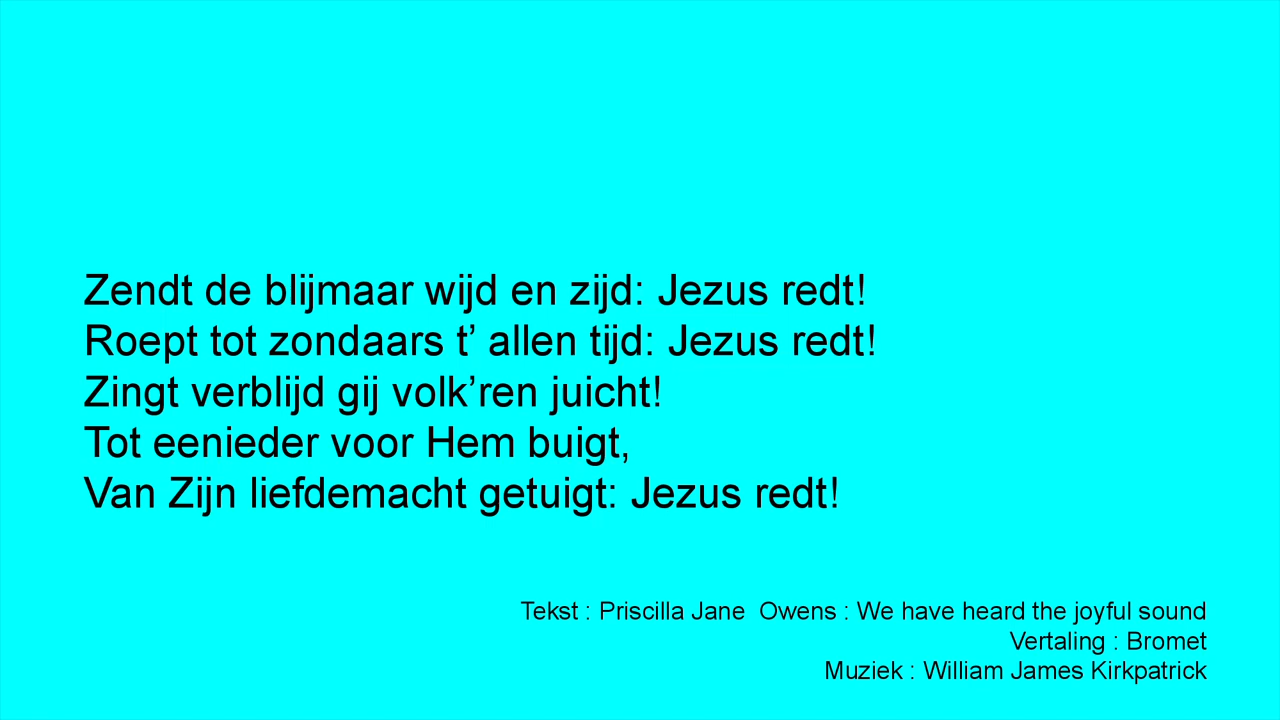 Zendt de blijmaar wijd en zijd: Jezus redt!
Roept tot zondaars t’ allen tijd: Jezus redt!
Zingt verblijd gij volk’ren juicht!
Tot eenieder voor Hem buigt,
Van Zijn liefdemacht getuigt: Jezus redt!
Tekst : Priscilla Jane  Owens : We have heard the joyful sound
Vertaling : Bromet
Muziek : William James Kirkpatrick